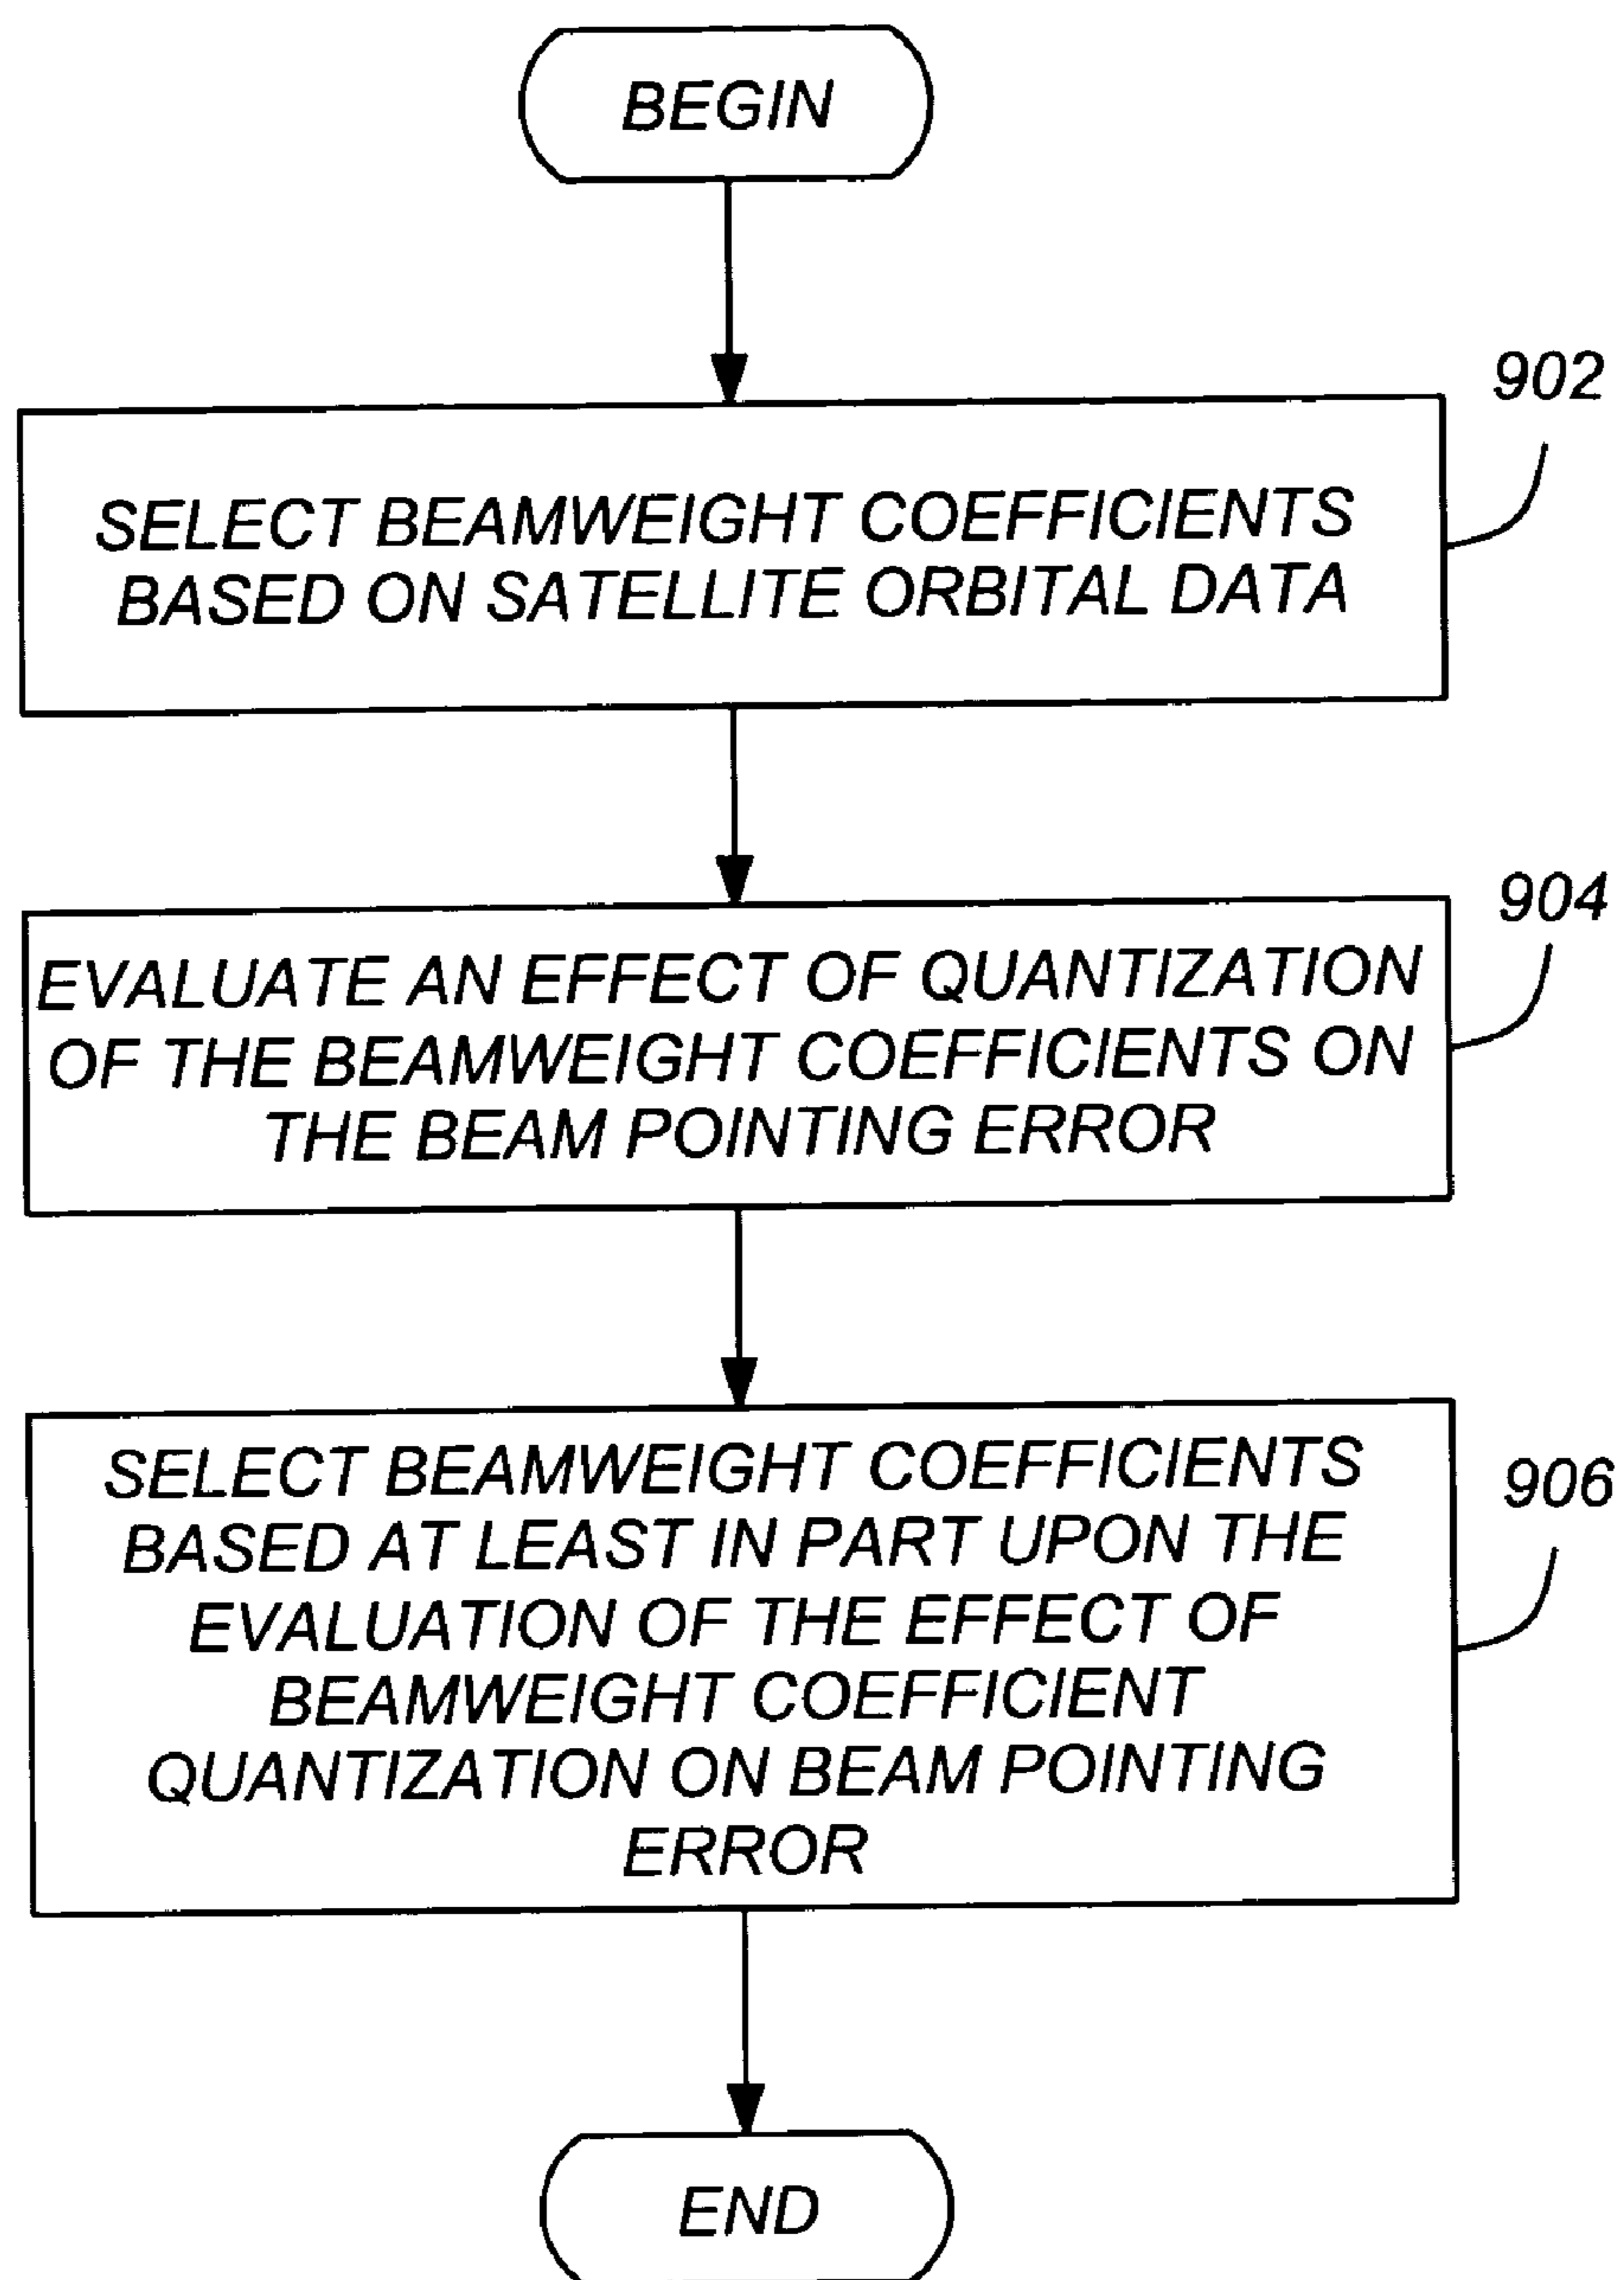 BEGIN
902
SELECT BEAMWEIGHT COEFFICIENTS
BASED ON SATELLITE ORBITAL DATA
904
EVALUATE AN EFFECT OF QUANTIZATION
OF THE BEAMWEIGHT COEFFICIENTS ON
THE BEAM POINTING ERROR
906
SELECT BEAMWEIGHT COEFFICIENTS
BASED AT LEAST IN PART UPON THE
EVALUATION OF THE EFFECT OF
BEAMWEIGHT COEFFICIENT
QUANTIZATION ON BEAM POINTING
ERROR
END